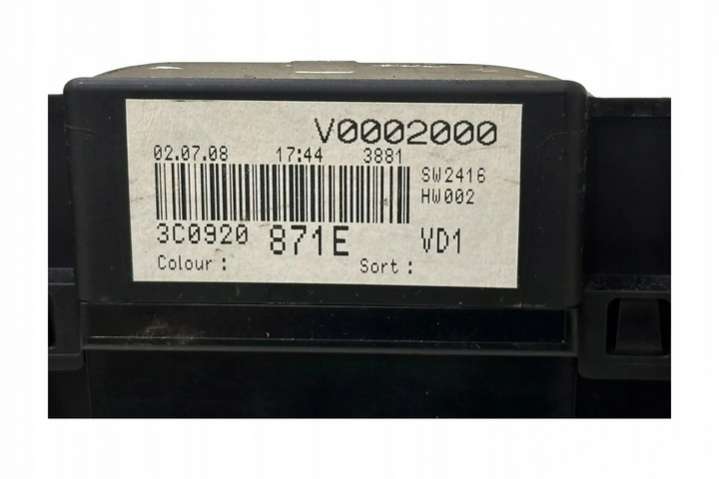 V0002000
02.07.08 17:44 3881
SW2416
HW002
3C0920 871E VD1
Colour : Sort :